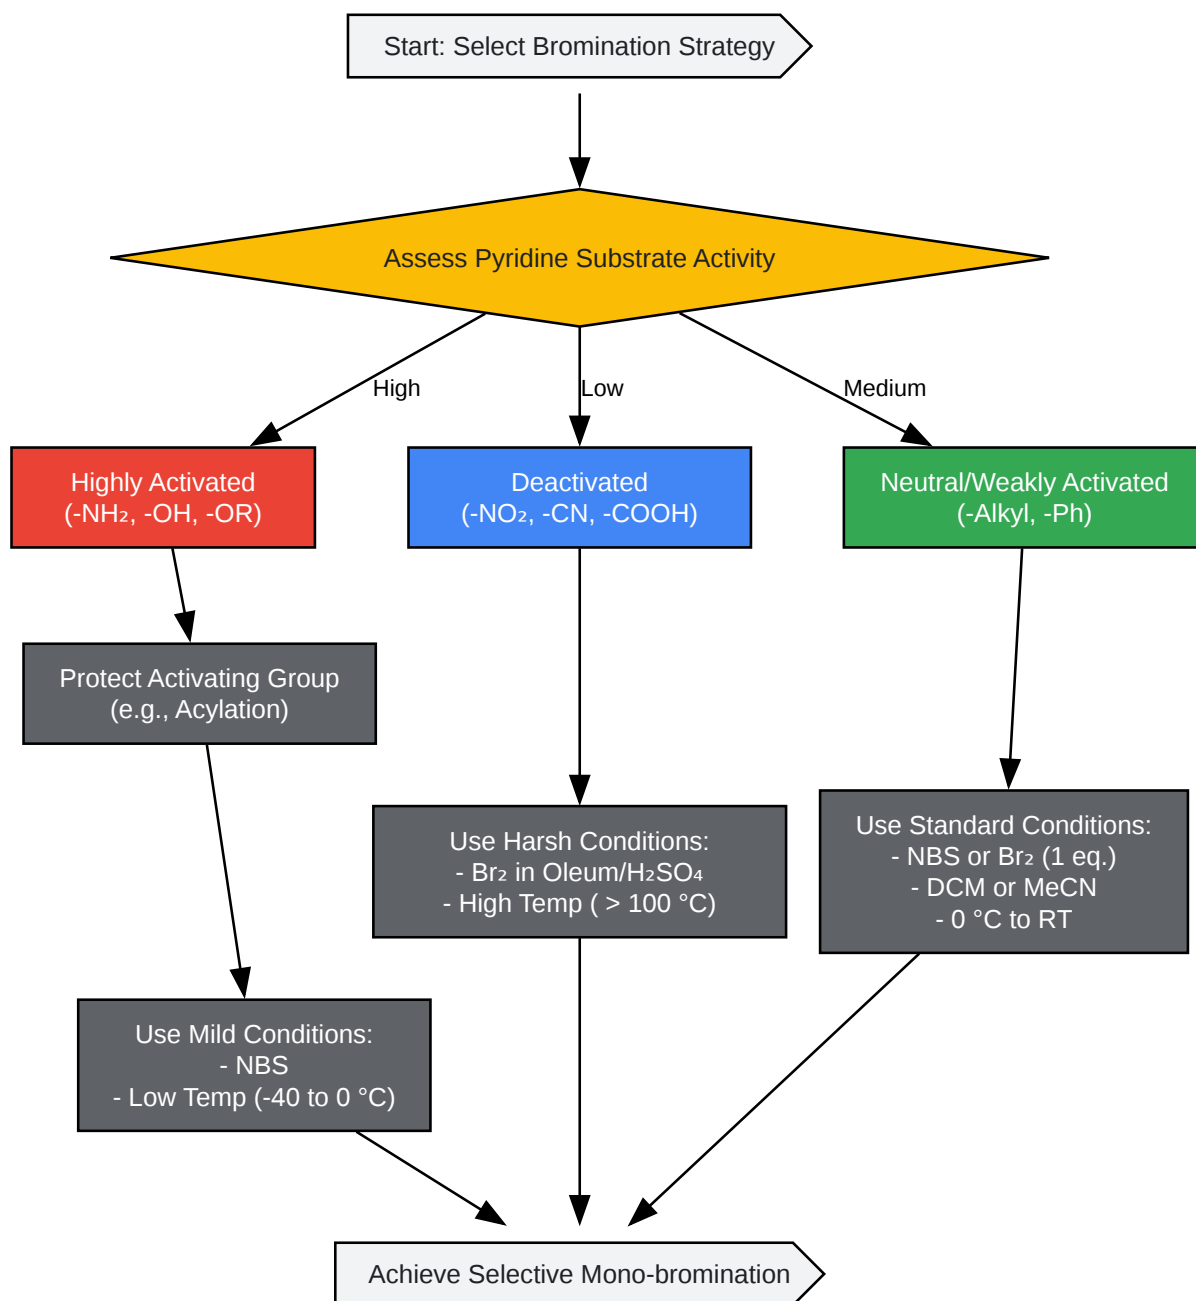 Start: Select Bromination Strategy
Assess Pyridine Substrate Activity
High
Low
Medium
Highly Activated
(-NH₂, -OH, -OR)
Deactivated
(-NO₂, -CN, -COOH)
Neutral/Weakly Activated
(-Alkyl, -Ph)
Protect Activating Group
(e.g., Acylation)
Use Harsh Conditions:
- Br₂ in Oleum/H₂SO₄
- High Temp ( > 100 °C)
Use Standard Conditions:
- NBS or Br₂ (1 eq.)
- DCM or MeCN
- 0 °C to RT
Use Mild Conditions:
- NBS
- Low Temp (-40 to 0 °C)
Achieve Selective Mono-bromination